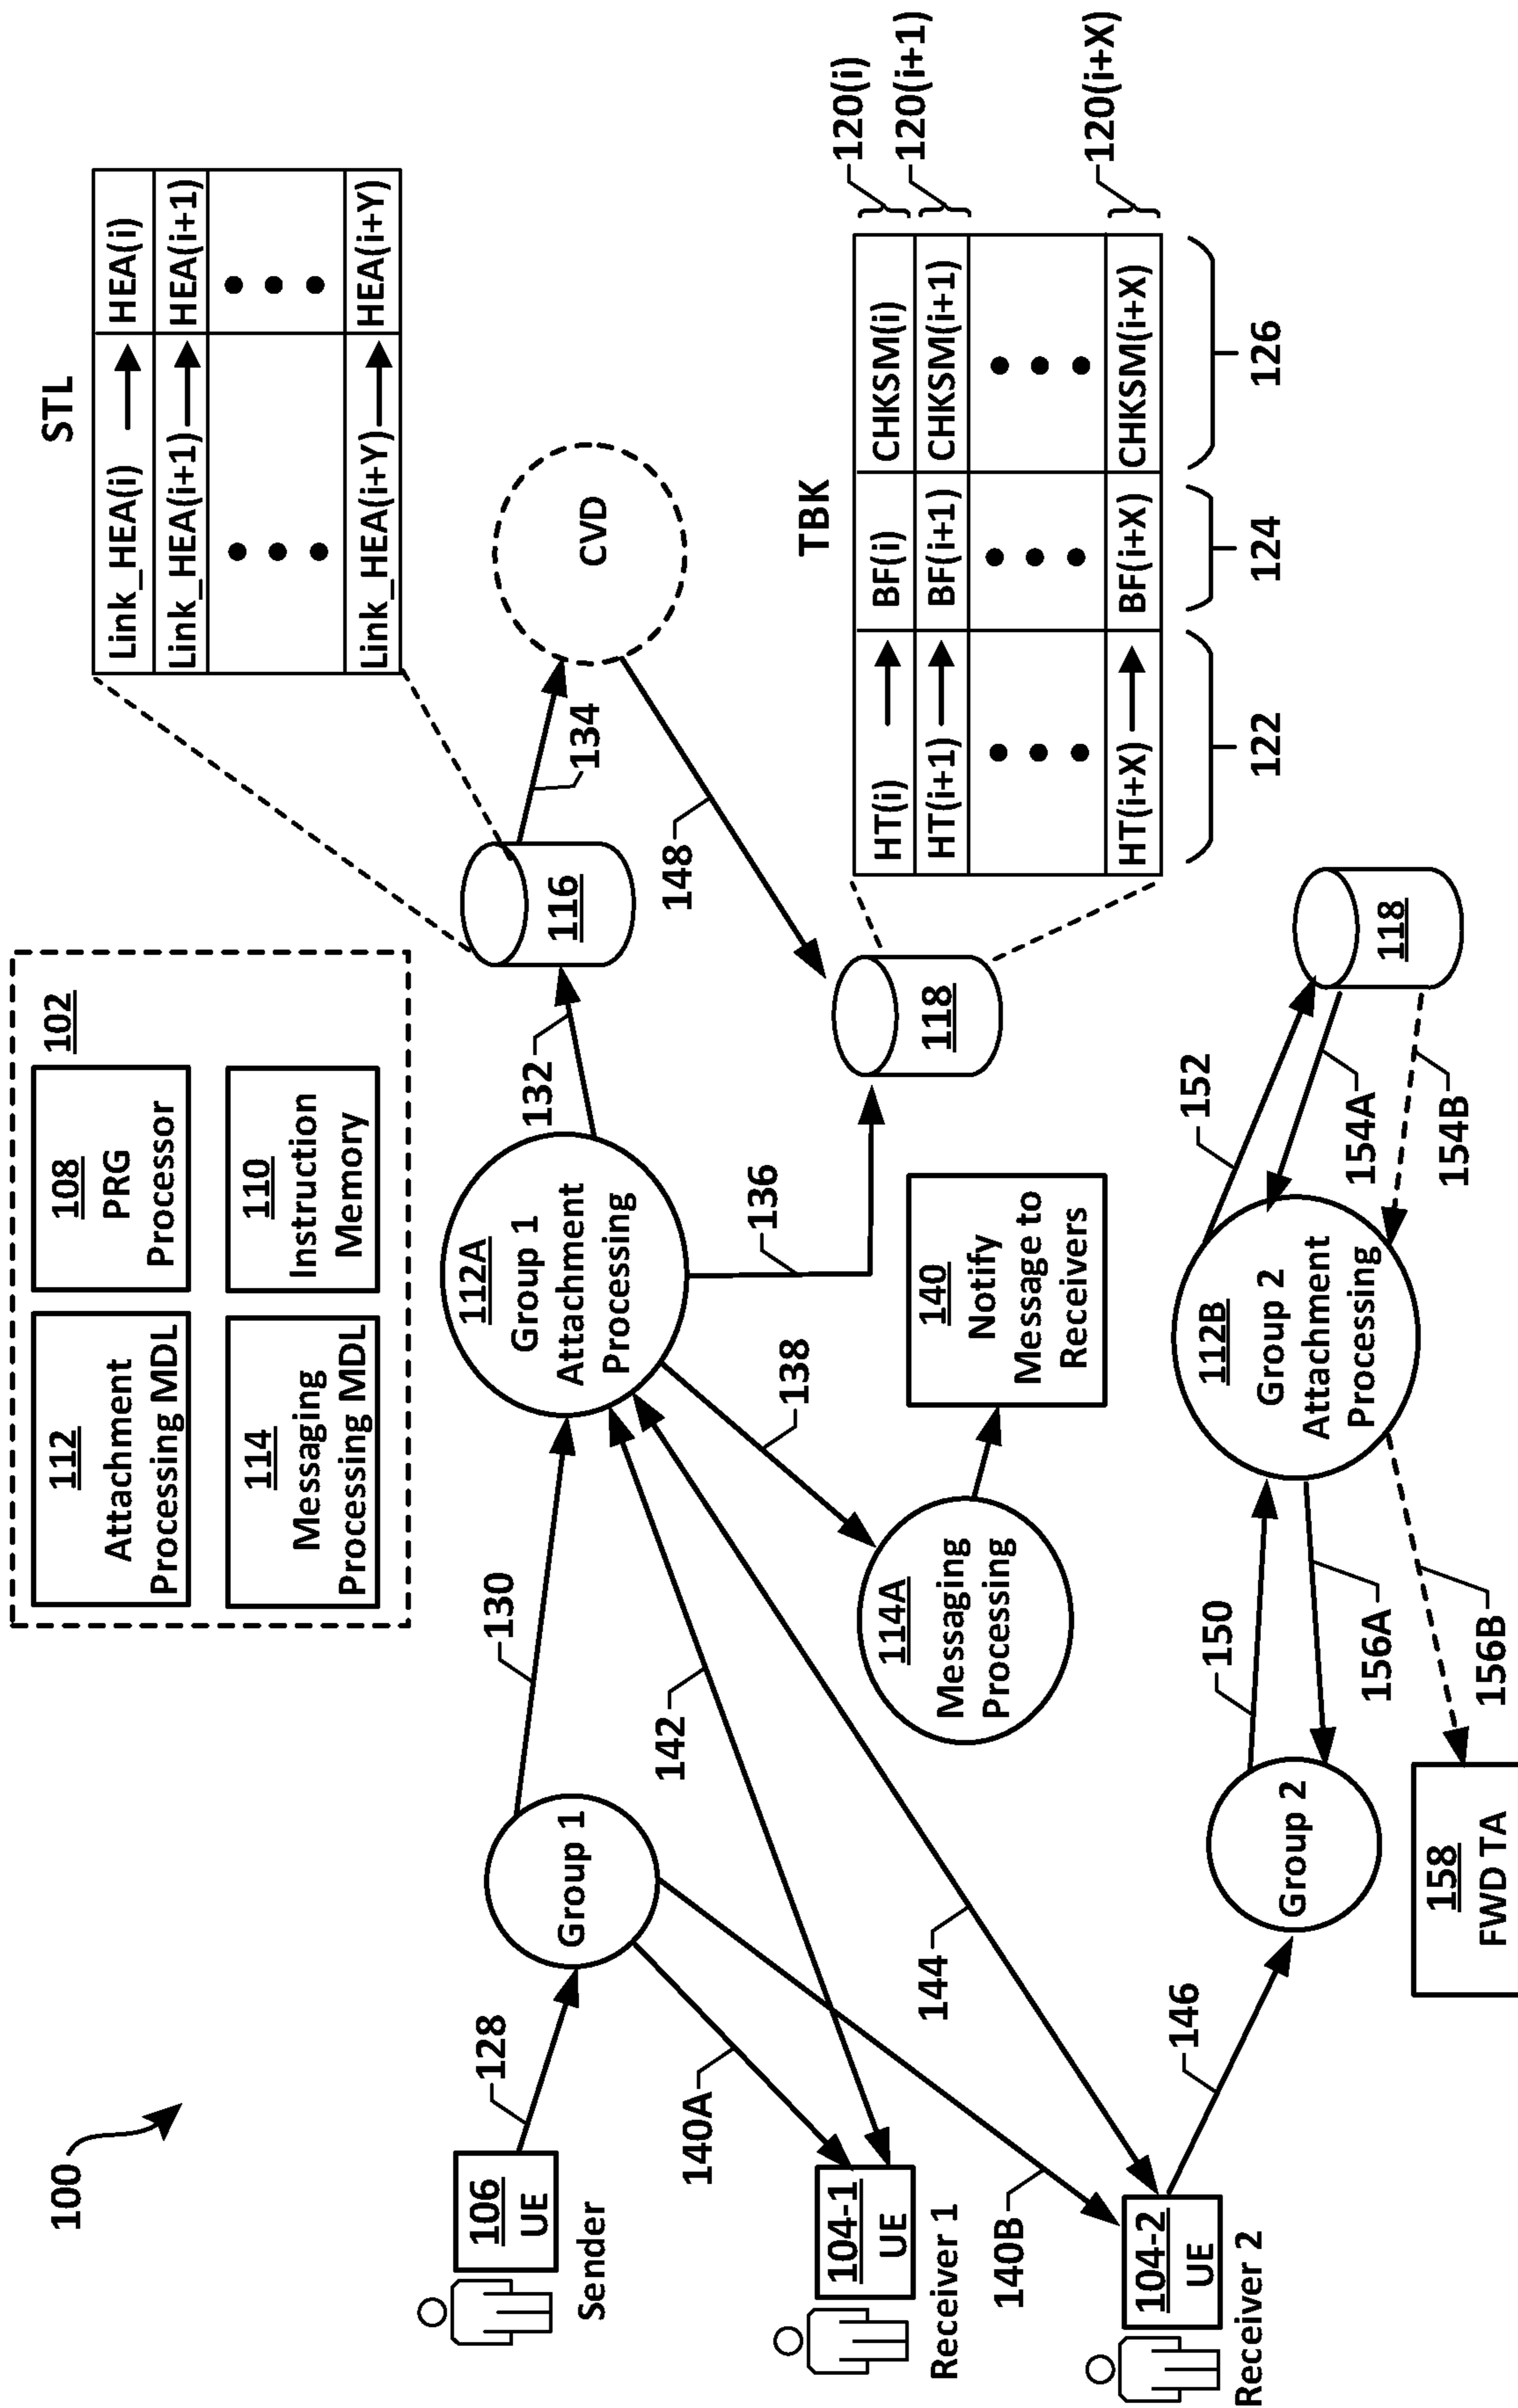 100
102
108
PRG
Processor
110
Instruction
Memory
112
Attachment
Processing MDL
114
Messaging
Processing MDL
STL
Link_HEA(i)
HEA(i)
Link_HEA(i+1)
HEA(i+1)
Link_HEA(i+Y)
HEA(i+Y)
106
UE
Sender
128
Group 1
130
112A
Group 1
Attachment
Processing
132
116
134
CVD
148
136
118
140A
142
138
104-1
UE
Receiver 1
140B
144
114A
Messaging
Processing
140
Notify
Message to
Receivers
TBK
HT(i)
BF(i)
CHKSM(i)
120(i)
HT(i+1)
BF(i+1)
CHKSM(i+1)
120(i+1)
HT(i+X)
BF(i+X)
CHKSM(i+X)
120(i+X)
122
124
126
104-2
UE
Receiver 2
146
Group 2
150
156A
156B
112B
Group 2
Attachment
Processing
152
154A
154B
118
158
FWD TA